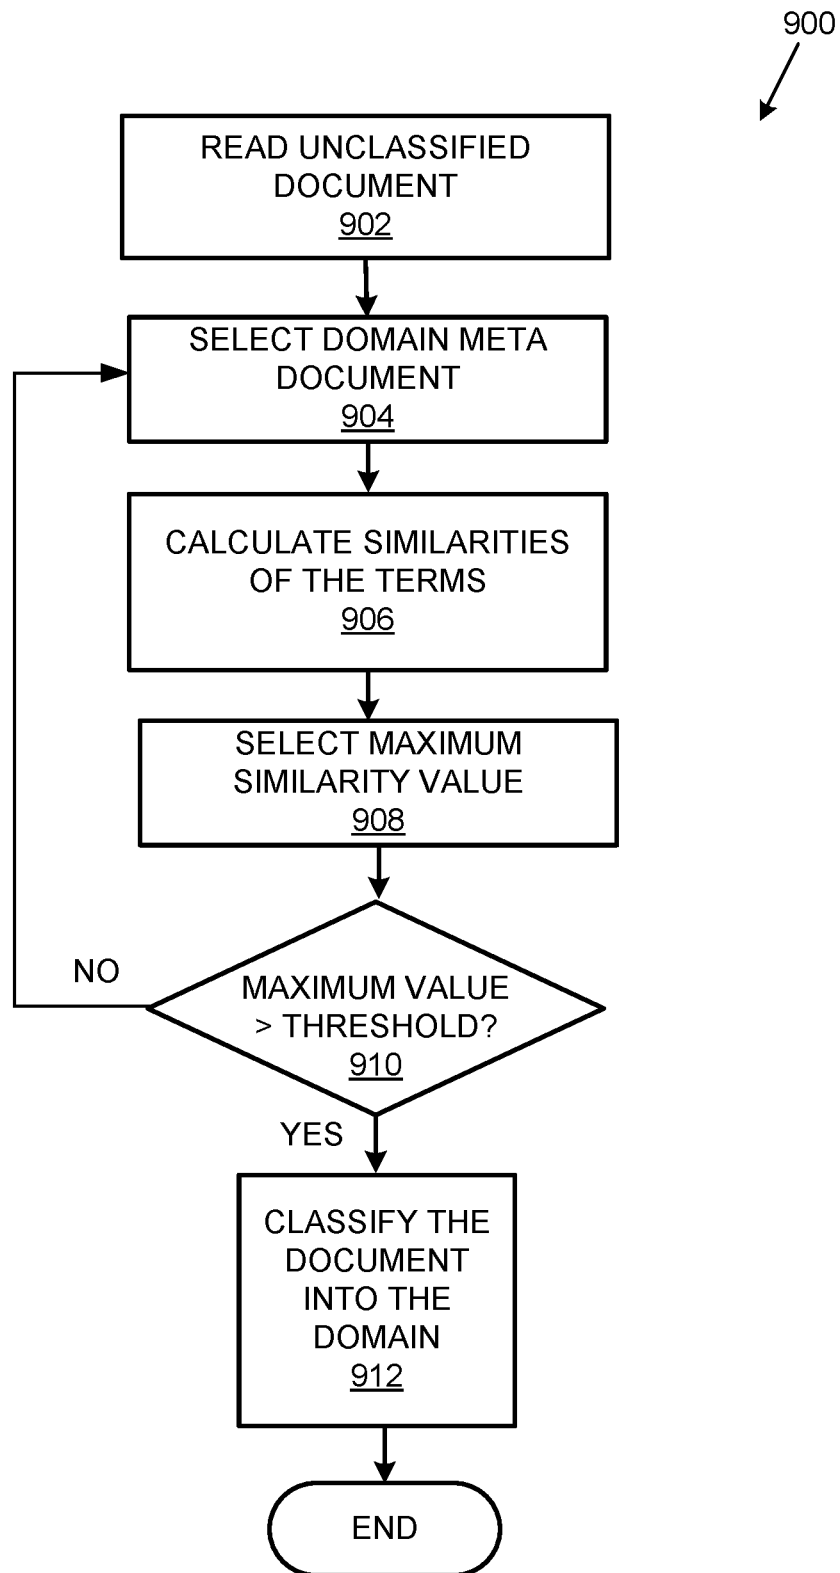 900
READ UNCLASSIFIED
DOCUMENT
902
SELECT DOMAIN META
DOCUMENT
904
CALCULATE SIMILARITIES
OF THE TERMS
906
SELECT MAXIMUM
SIMILARITY VALUE
908
NO
MAXIMUM VALUE
> THRESHOLD?
910
YES
CLASSIFY THE
DOCUMENT
INTO THE
DOMAIN
912
END